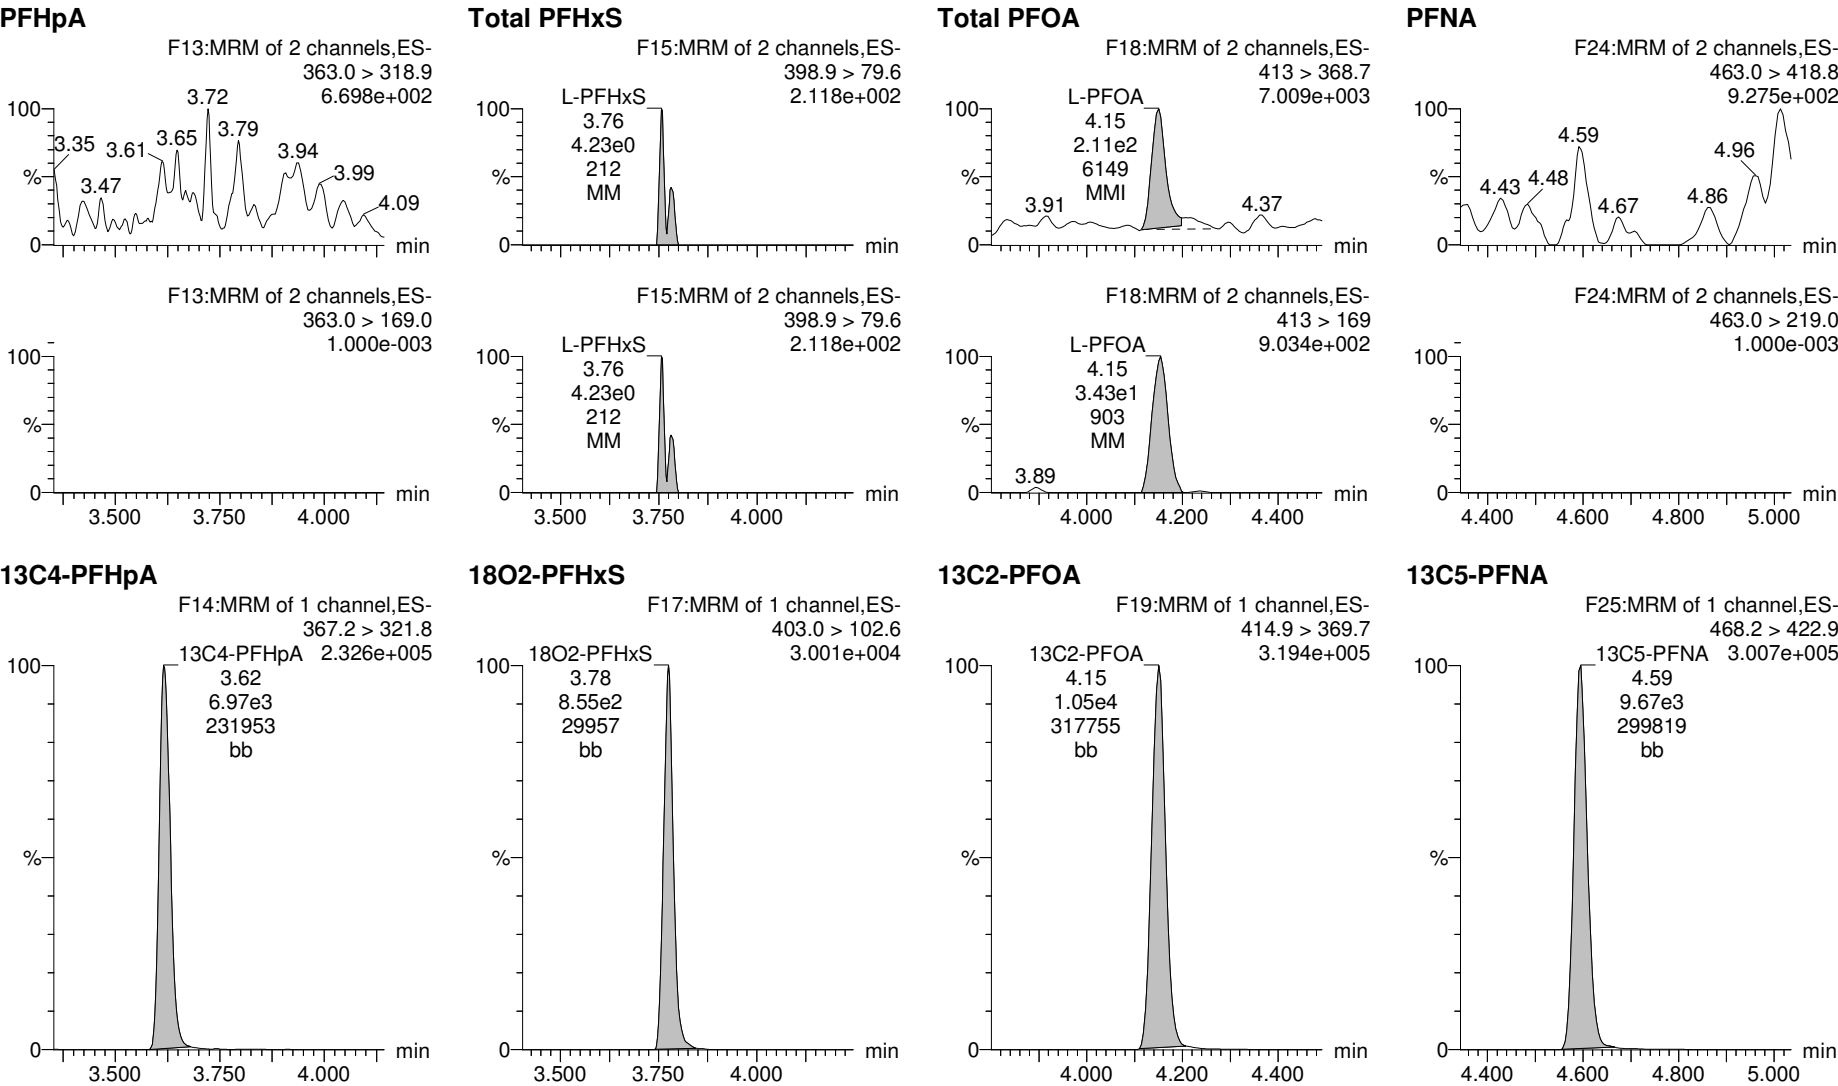 PFHpA
F13:MRM of 2 channels,ES-
363.0 > 318.9
6.698e+002
100
%
0
3.35
3.47
3.61
3.65
3.72
3.79
3.94
3.99
4.09
min
F13:MRM of 2 channels,ES-
363.0 > 169.0
1.000e-003
100
%
0
min
3.500 3.750 4.000
Total PFHxS
F15:MRM of 2 channels,ES-
398.9 > 79.6
2.118e+002
L-PFHxS
3.76
4.23e0
212
MM
100
%
0
min
F15:MRM of 2 channels,ES-
398.9 > 79.6
2.118e+002
L-PFHxS
3.76
4.23e0
212
MM
100
%
0
min
3.500 3.750 4.000
Total PFOA
F18:MRM of 2 channels,ES-
413 > 368.7
7.009e+003
L-PFOA
4.15
2.11e2
6149
MMI
100
%
0
3.91
4.37
min
F18:MRM of 2 channels,ES-
413 > 169
9.034e+002
L-PFOA
4.15
3.43e1
903
MM
100
%
0
3.89
min
4.000 4.200 4.400
PFNA
F24:MRM of 2 channels,ES-
463.0 > 418.8
9.275e+002
100
%
0
4.43
4.48
4.59
4.67
4.86
4.96
min
F24:MRM of 2 channels,ES-
463.0 > 219.0
1.000e-003
100
%
0
min
4.400 4.600 4.800 5.000
13C4-PFHpA
F14:MRM of 1 channel,ES-
367.2 > 321.8
13C4-PFHpA 2.326e+005
3.62
6.97e3
231953
bb
100
%
0
min
3.500 3.750 4.000
18O2-PFHxS
F17:MRM of 1 channel,ES-
403.0 > 102.6
18O2-PFHxS 3.001e+004
3.78
8.55e2
29957
bb
100
%
0
min
3.500 3.750 4.000
13C2-PFOA
F19:MRM of 1 channel,ES-
414.9 > 369.7
13C2-PFOA 3.194e+005
4.15
1.05e4
317755
bb
100
%
0
min
4.000 4.200 4.400
13C5-PFNA
F25:MRM of 1 channel,ES-
468.2 > 422.9
13C5-PFNA 3.007e+005
4.59
9.67e3
299819
bb
100
%
0
min
4.400 4.600 4.800 5.000